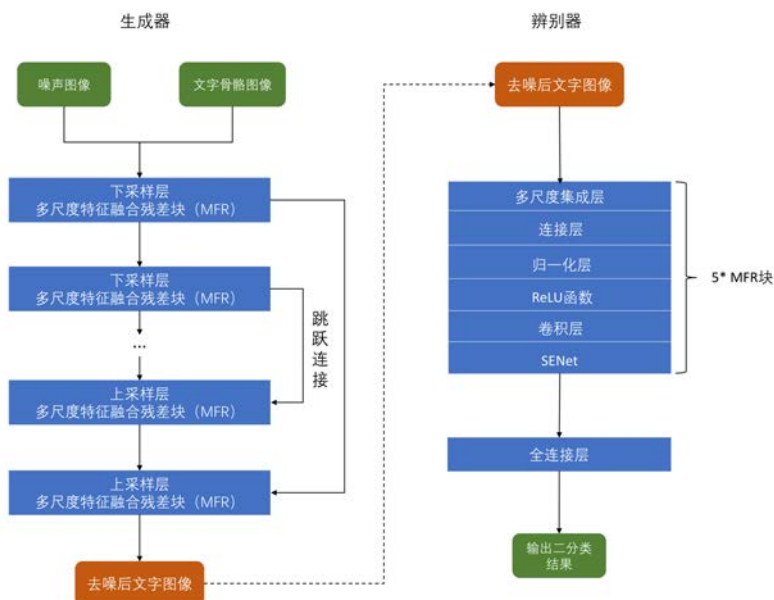 生成器
噪声图像
文字骨骼图像
下采样层
多尺度特征融合残差块（MFR）
下采样层
多尺度特征融合残差块（MFR）
...
跳跃连接
上采样层
多尺度特征融合残差块（MFR）
上采样层
多尺度特征融合残差块（MFR）
去噪后文字图像
辨别器
去噪后文字图像
多尺度集成层
连接层
归一化层
ReLU函数
卷积层
SENet
5* MFR块
全连接层
输出二分类
结果